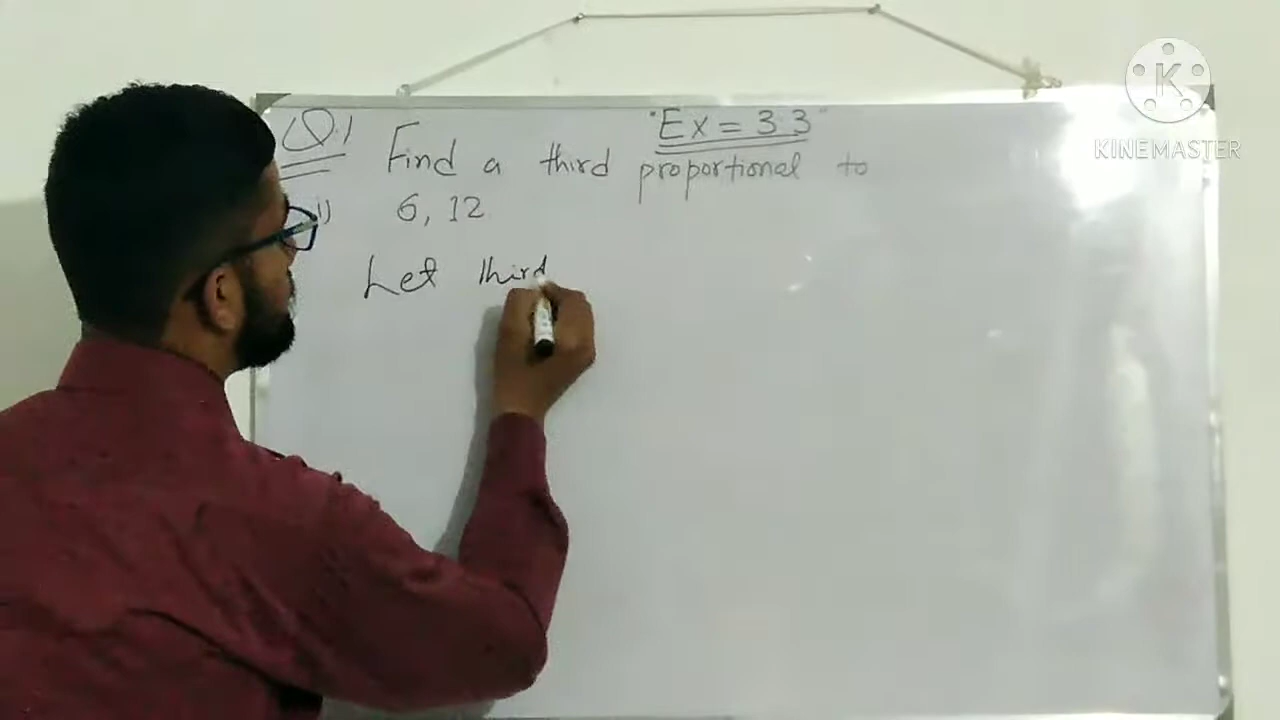 "Ex = 3.3"
Q.1 Find a third proportional to
i) 6, 12
Let third
K
KINEMASTER